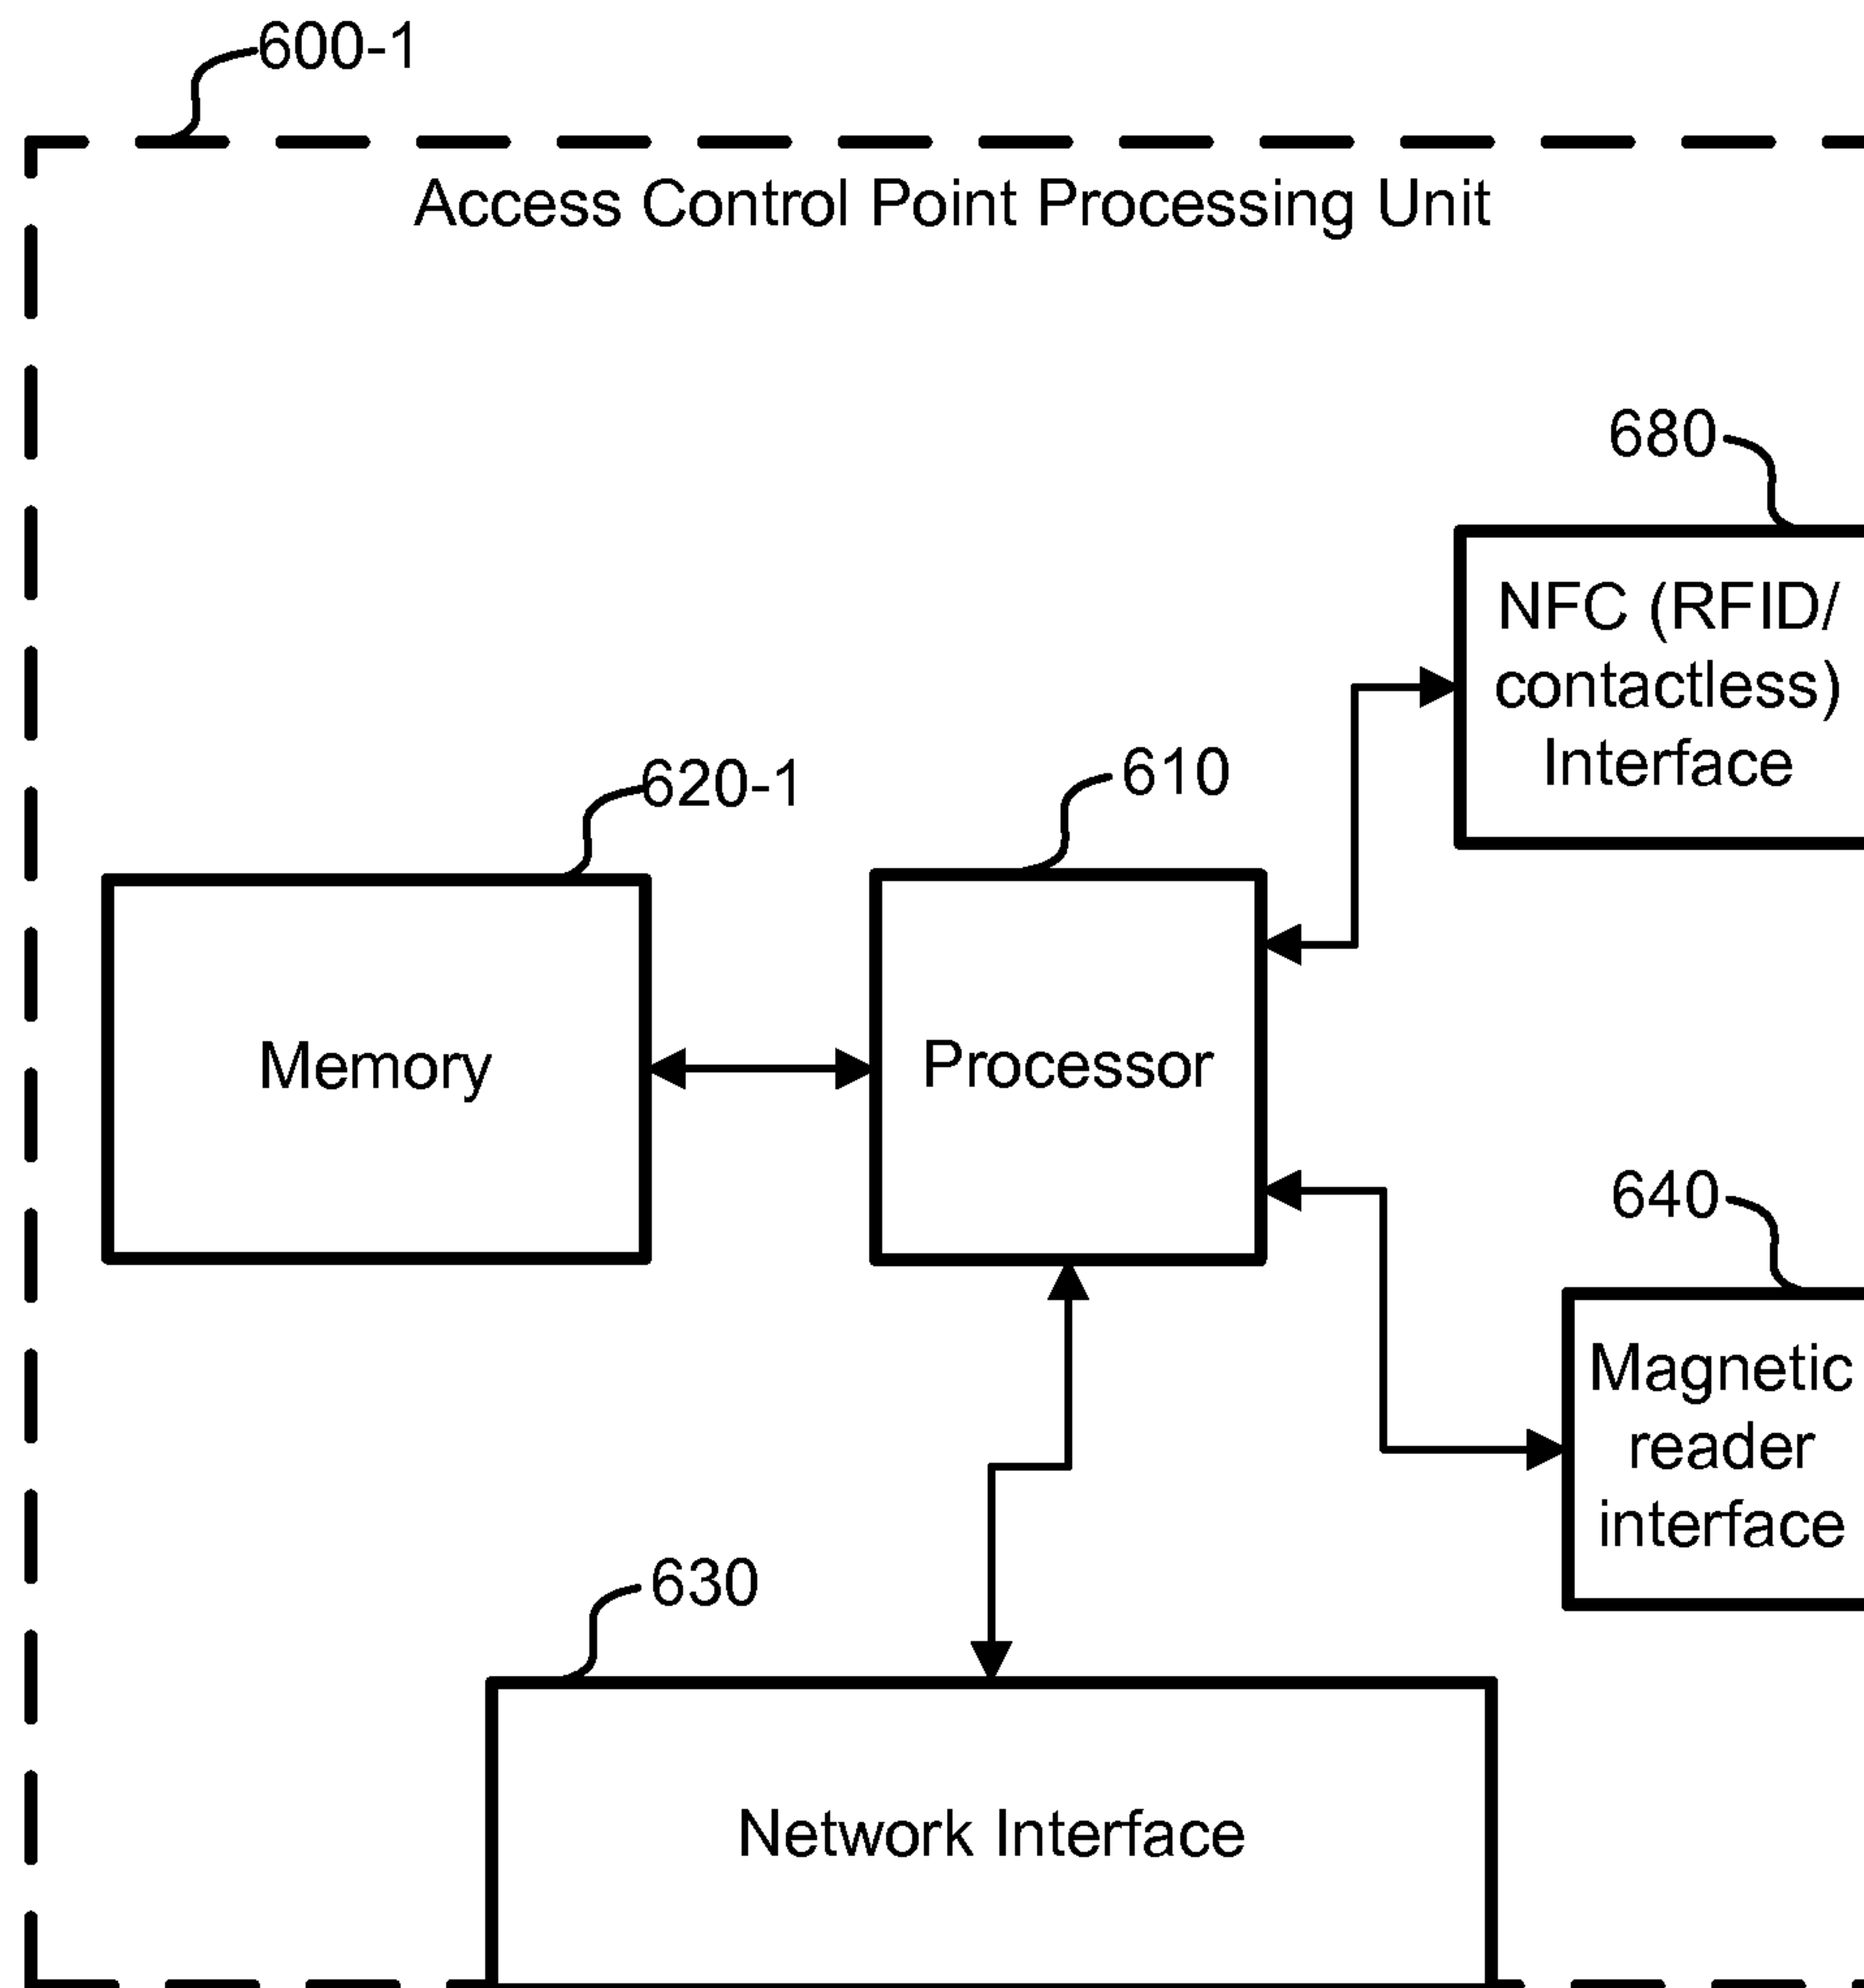 600-1
Access Control Point Processing Unit
680
NFC (RFID/
contactless)
Interface
620-1
610
Memory
Processor
640
Magnetic
reader
interface
630
Network Interface